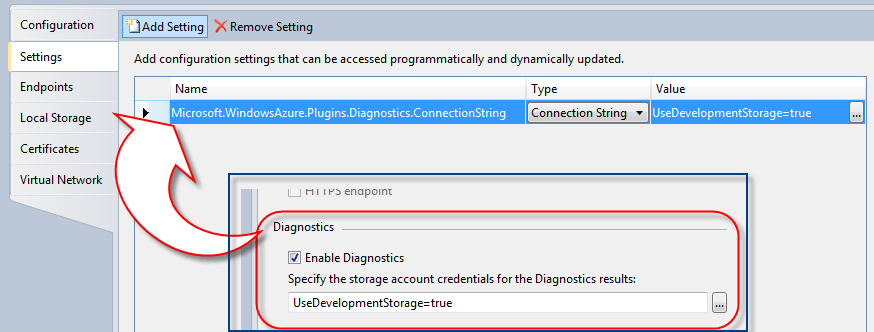 Configuration
Settings
Endpoints
Local Storage
Certificates
Virtual Network
Add Setting Remove Setting
Add configuration settings that can be accessed programmatically and dynamically updated.
Name Type Value
Microsoft.WindowsAzure.Plugins.Diagnostics.ConnectionString Connection String UseDevelopmentStorage=true ...
HTTPS endpoint
Diagnostics
Enable Diagnostics
Specify the storage account credentials for the Diagnostics results:
UseDevelopmentStorage=true ...